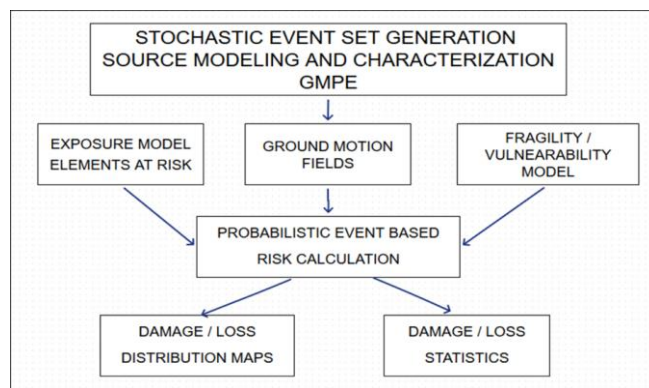 STOCHASTIC EVENT SET GENERATION
SOURCE MODELING AND CHARACTERIZATION
GMPE
EXPOSURE MODEL
ELEMENTS AT RISK
GROUND MOTION
FIELDS
FRAGILITY /
VULNEARABILITY
MODEL
PROBABILISTIC EVENT BASED
RISK CALCULATION
DAMAGE / LOSS
DISTRIBUTION MAPS
DAMAGE / LOSS
STATISTICS